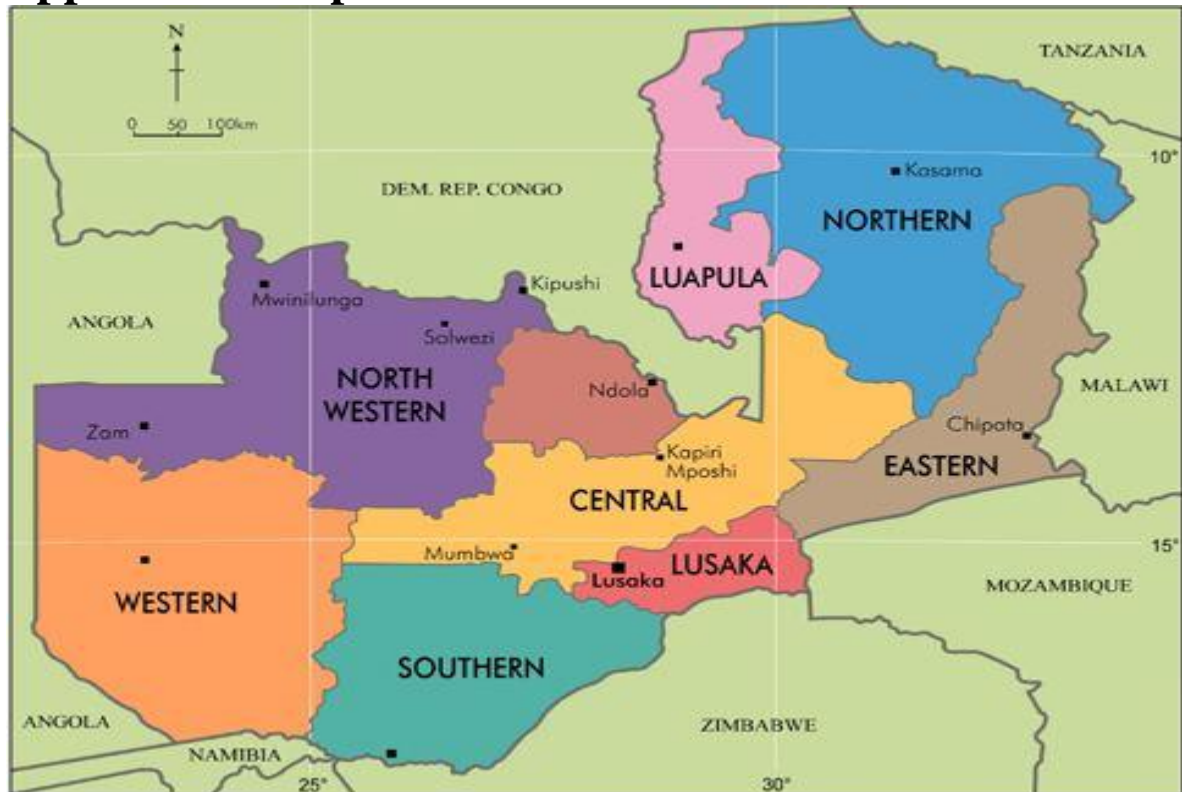 N
TANZANIA
0 50 100km
10°
Kasama
DEM. REP. CONGO
NORTHERN
LUAPULA
Kipushi
Mwinilunga
ANGOLA
Solwezi
NORTH
WESTERN
Ndola
MALAWI
Zam
Chipata
Kapiri
Mposhi
EASTERN
CENTRAL
15°
Mumbwa
LUSAKA
Lusaka
MOZAMBIQUE
WESTERN
SOUTHERN
ANGOLA
ZIMBABWE
NAMIBIA
25°
30°